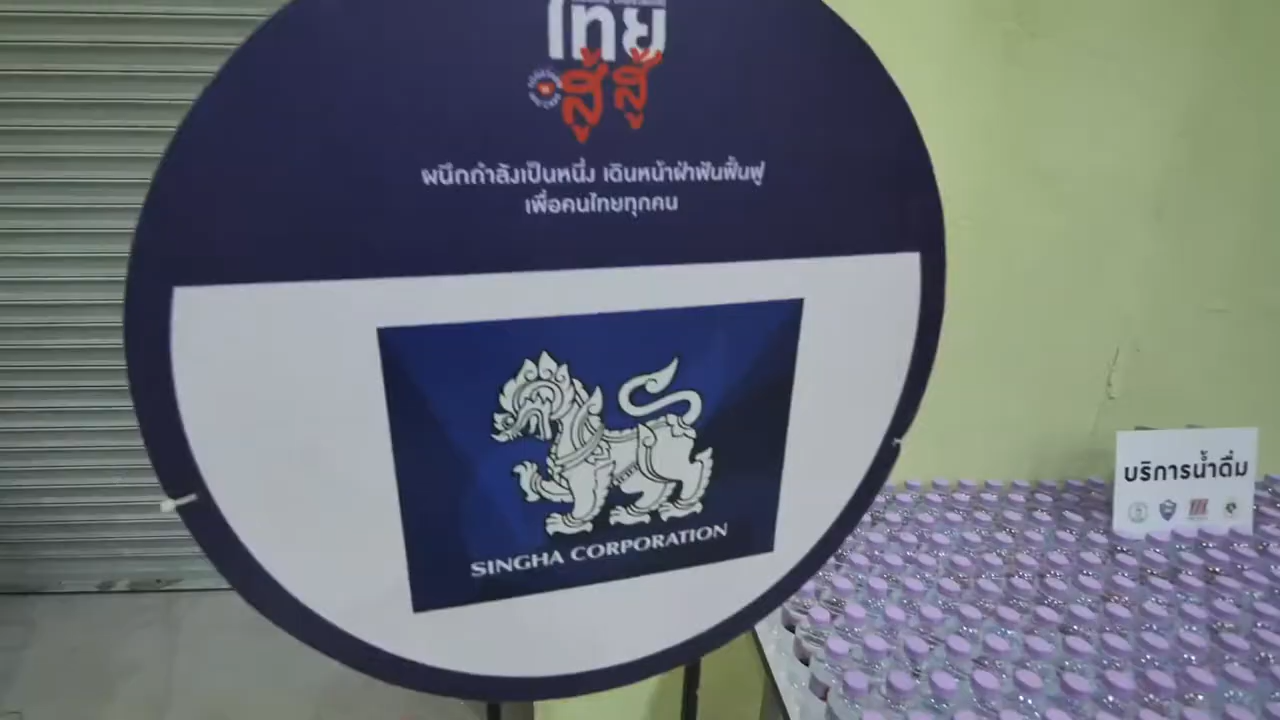 ไทย
สู้ สู้
ผนึกกำลังเป็นหนึ่ง เดินหน้าฝ่าฟันฟื้นฟู
เพื่อคนไทยทุกคน
SINGHA CORPORATION
บริการน้ำดื่ม